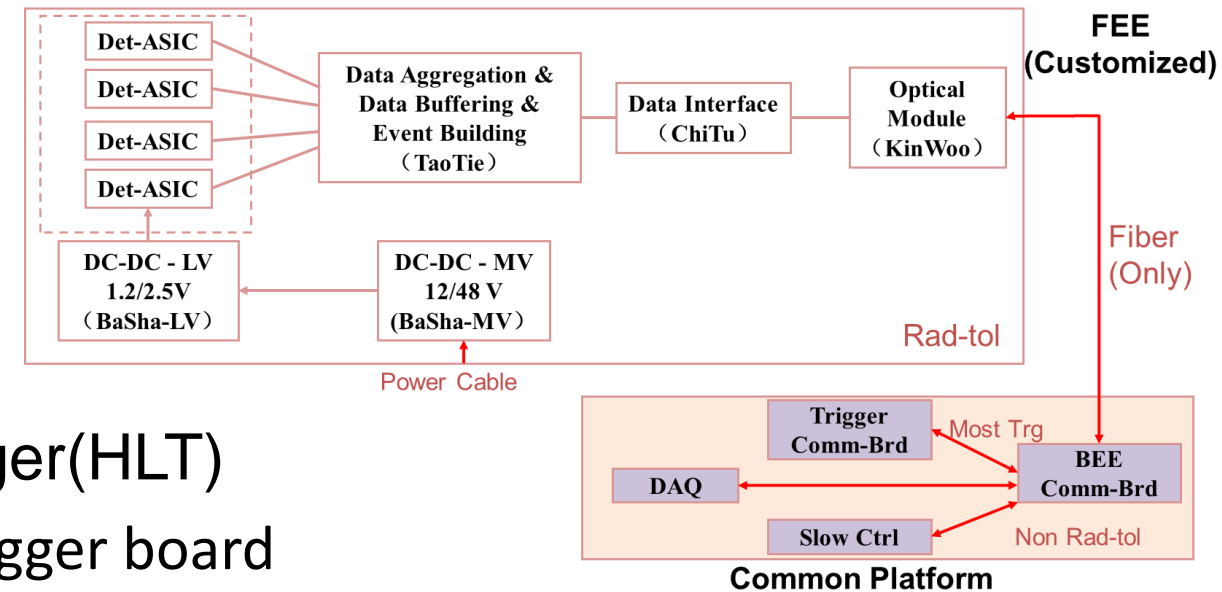 FEE
(Customized)
Det-ASIC
Det-ASIC
Det-ASIC
Det-ASIC
Data Aggregation &
Data Buffering &
Event Building
（TaoTie）
Data Interface
（ChiTu）
Optical
Module
（KinWoo）
DC-DC - LV
1.2/2.5V
（BaSha-LV）
DC-DC - MV
12/48 V
(BaSha-MV）
Rad-tol
Power Cable
Fiber
(Only)
ger(HLT)
igger board
Trigger
Comm-Brd
Most Trg
BEE
Comm-Brd
DAQ
Slow Ctrl
Non Rad-tol
Common Platform